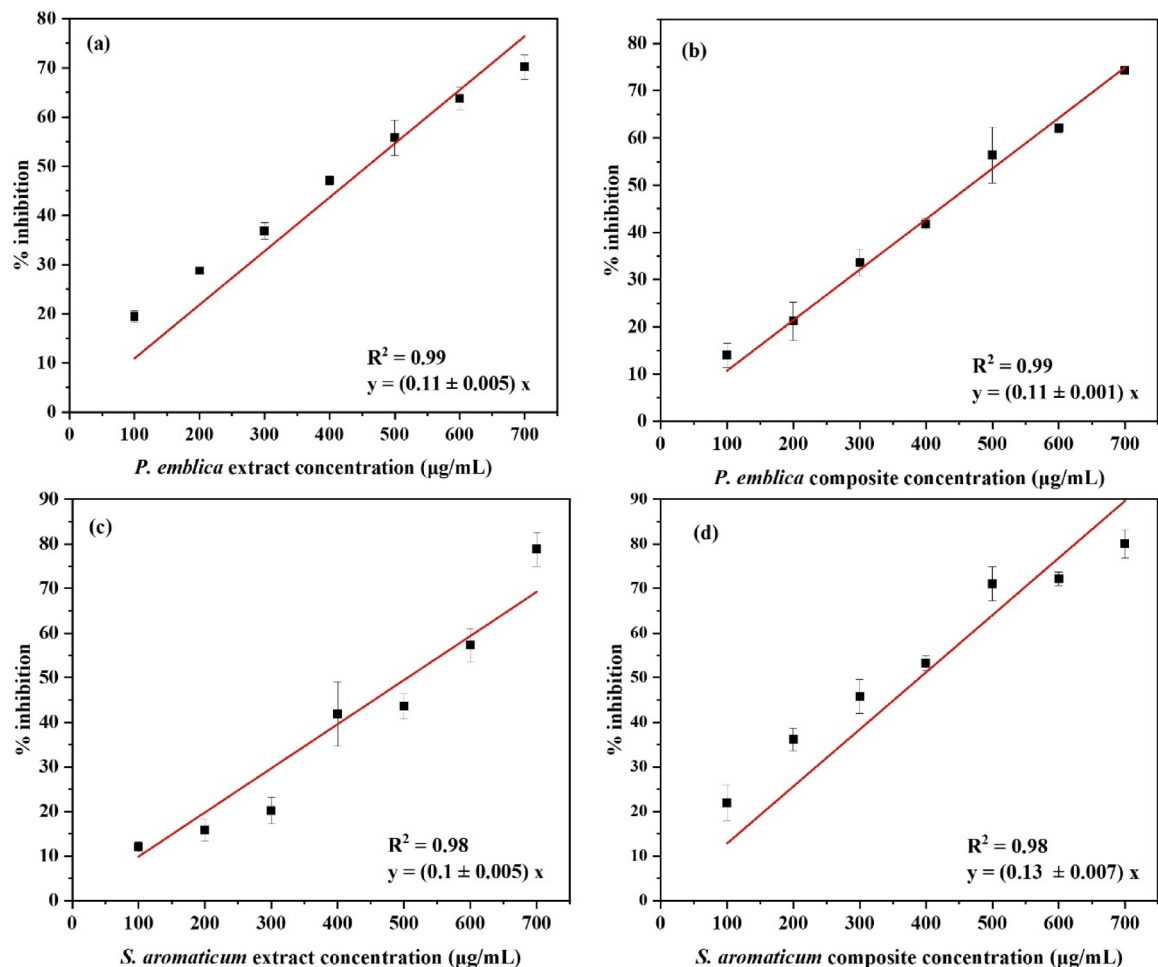 80
70
60
50
40
30
20
10
0
% inhibition
(a)
R² = 0.99
y = (0.11 ± 0.005) x
0 100 200 300 400 500 600 700
P. emblica extract concentration (µg/mL)
80
70
60
50
40
30
20
10
0
% inhibition
(b)
R² = 0.99
y = (0.11 ± 0.001) x
0 100 200 300 400 500 600 700
P. emblica composite concentration (µg/mL)
90
80
70
60
50
40
30
20
10
0
% inhibition
(c)
R² = 0.98
y = (0.1 ± 0.005) x
0 100 200 300 400 500 600 700
S. aromaticum extract concentration (µg/mL)
90
80
70
60
50
40
30
20
10
0
% inhibition
(d)
R² = 0.98
y = (0.13 ± 0.007) x
0 100 200 300 400 500 600 700
S. aromaticum composite concentration (µg/mL)